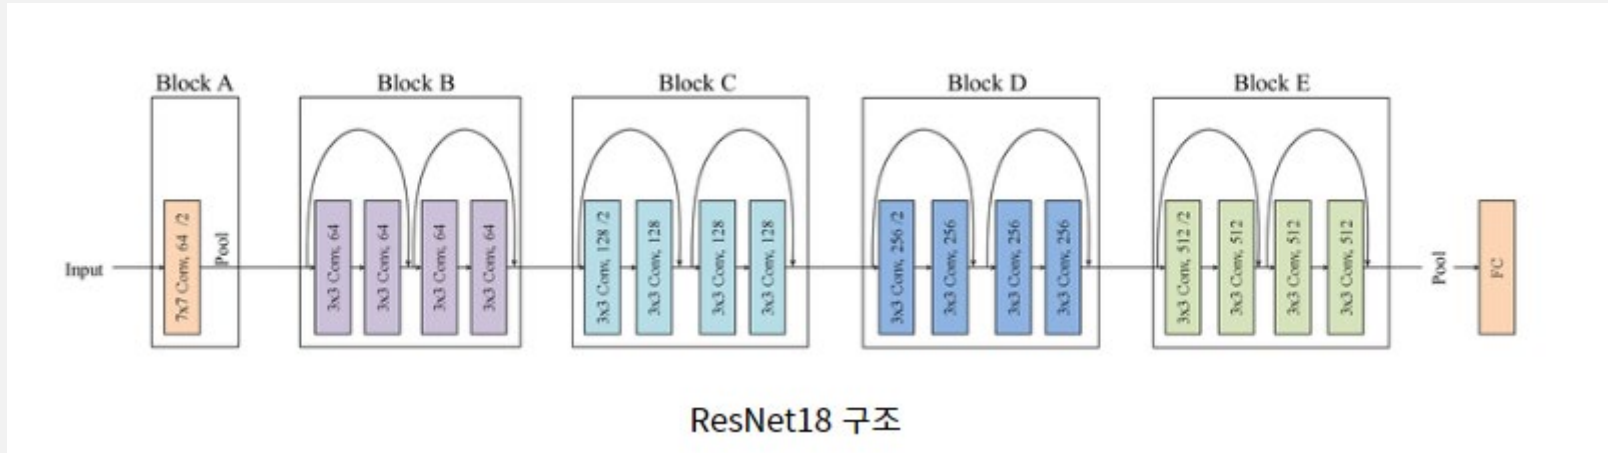 Block A
Block B
Block C
Block D
Block E
Input
7x7 Conv, 64 /2
Pool
3x3 Conv, 64
3x3 Conv, 64
3x3 Conv, 64
3x3 Conv, 64
3x3 Conv, 128 /2
3x3 Conv, 128
3x3 Conv, 128
3x3 Conv, 128
3x3 Conv, 256 /2
3x3 Conv, 256
3x3 Conv, 256
3x3 Conv, 256
3x3 Conv, 512 /2
3x3 Conv, 512
3x3 Conv, 512
3x3 Conv, 512
Pool
FC
ResNet18 구조